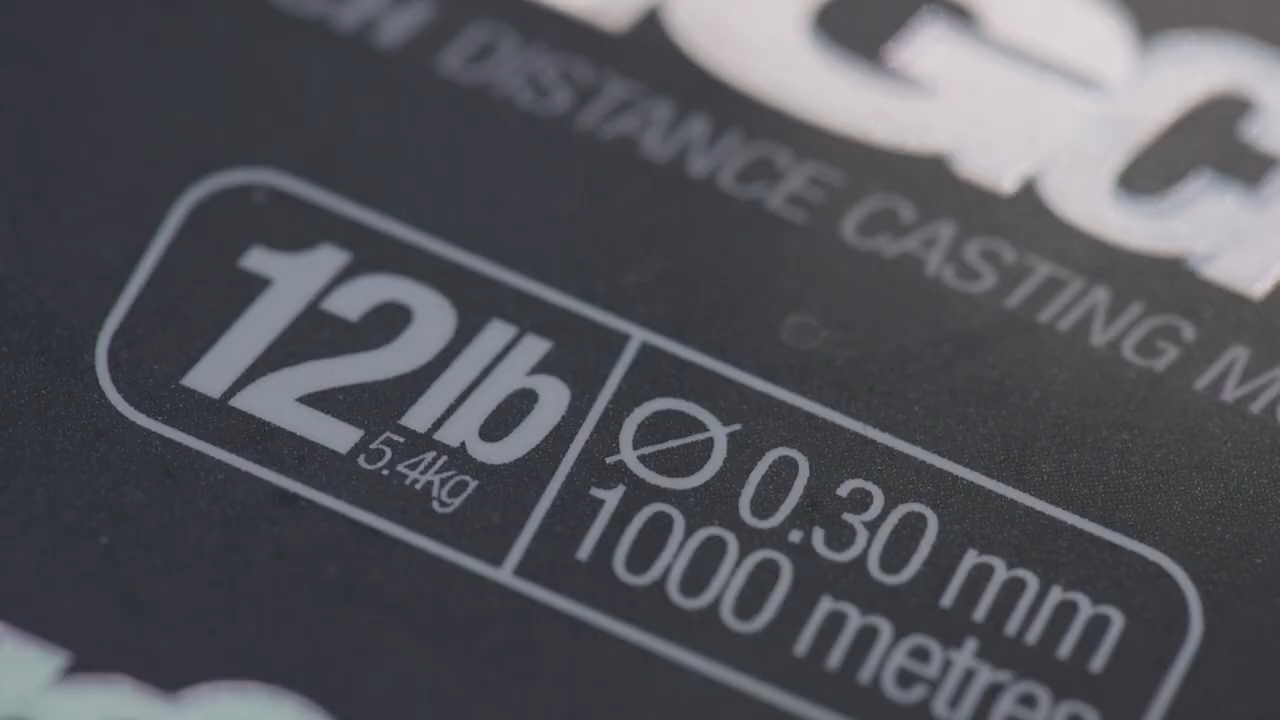 DISTANCE CASTING
12lb
5.4kg
Ø 0.30 mm
1000 metres